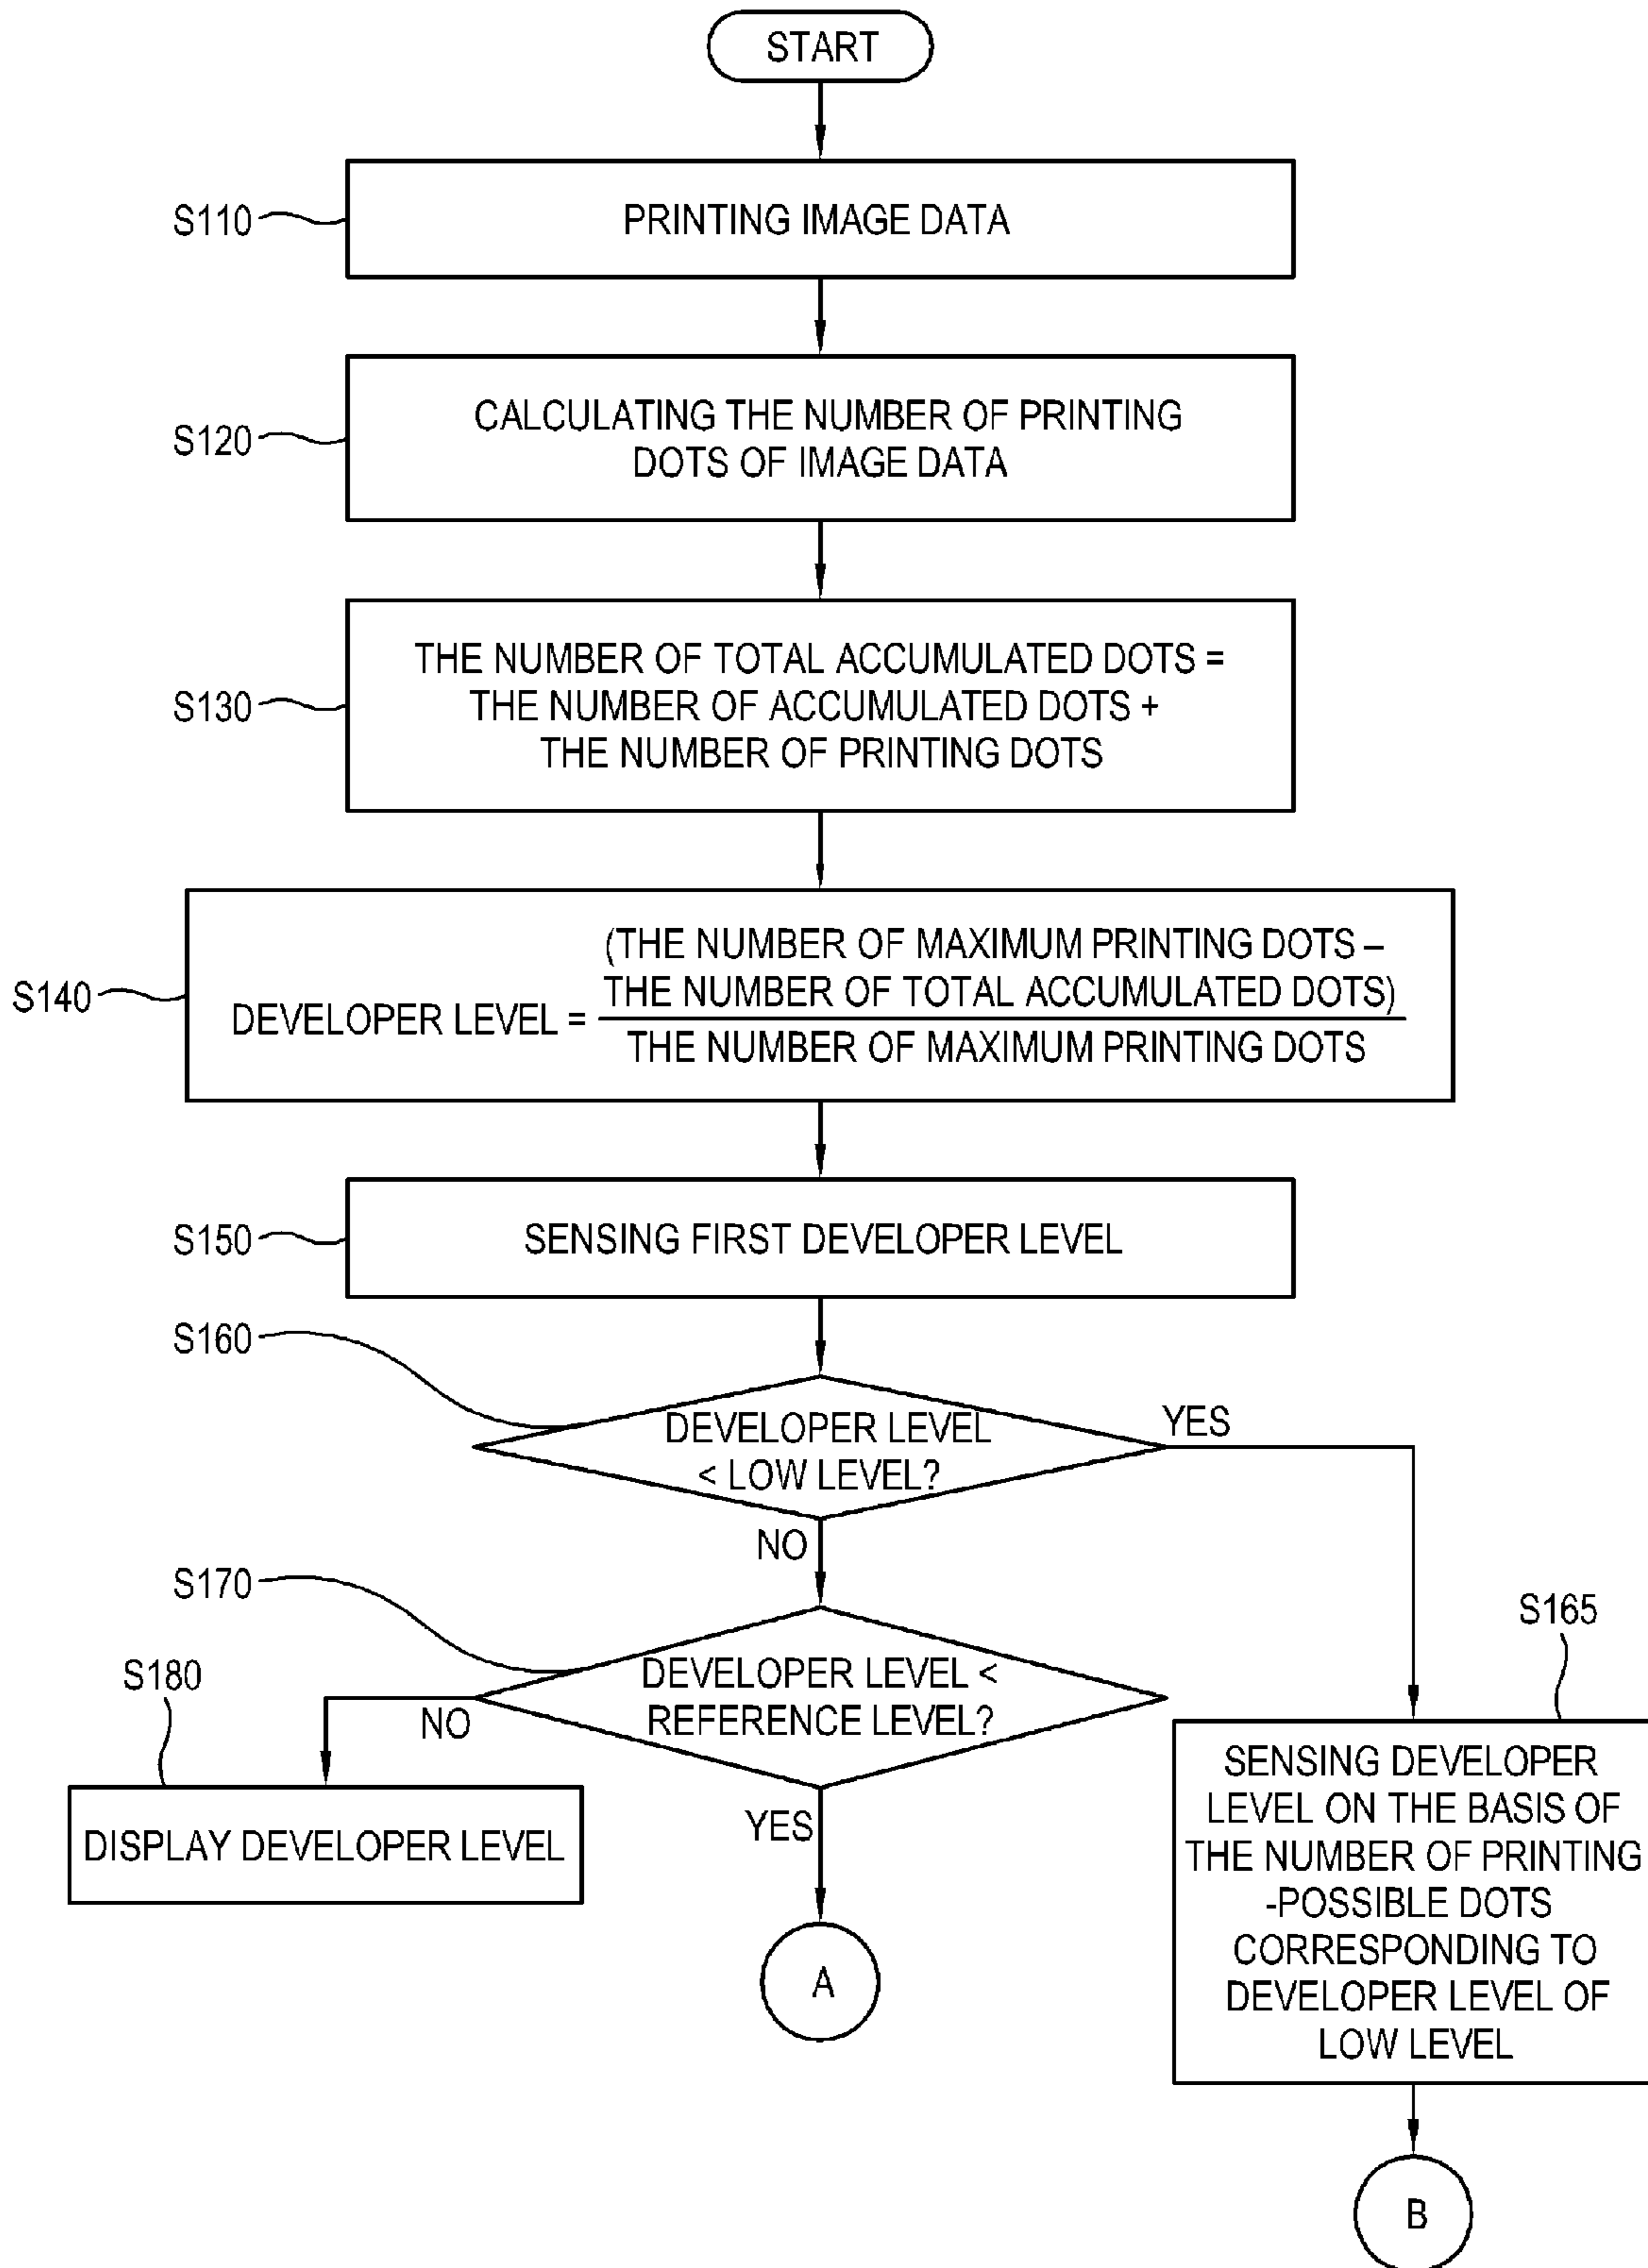 START
S110
PRINTING IMAGE DATA
S120
CALCULATING THE NUMBER OF PRINTING
DOTS OF IMAGE DATA
S130
THE NUMBER OF TOTAL ACCUMULATED DOTS =
THE NUMBER OF ACCUMULATED DOTS +
THE NUMBER OF PRINTING DOTS
S140
(THE NUMBER OF MAXIMUM PRINTING DOTS –
THE NUMBER OF TOTAL ACCUMULATED DOTS)
DEVELOPER LEVEL =
THE NUMBER OF MAXIMUM PRINTING DOTS
S150
SENSING FIRST DEVELOPER LEVEL
S160
DEVELOPER LEVEL
< LOW LEVEL?
YES
NO
S170
DEVELOPER LEVEL <
REFERENCE LEVEL?
NO
YES
S180
DISPLAY DEVELOPER LEVEL
A
S165
SENSING DEVELOPER
LEVEL ON THE BASIS OF
THE NUMBER OF PRINTING
-POSSIBLE DOTS
CORRESPONDING TO
DEVELOPER LEVEL OF
LOW LEVEL
B